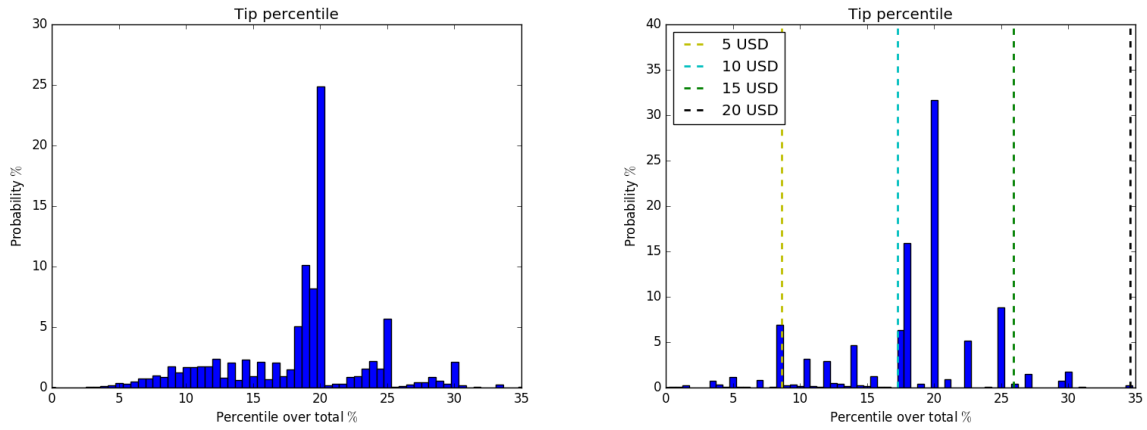 Tip percentile
30
25
20
15
10
5
0
Probability %
0 5 10 15 20 25 30 35
Percentile over total %
Tip percentile
40
35
30
25
20
15
10
5
0
Probability %
5 USD
10 USD
15 USD
20 USD
0 5 10 15 20 25 30 35
Percentile over total %